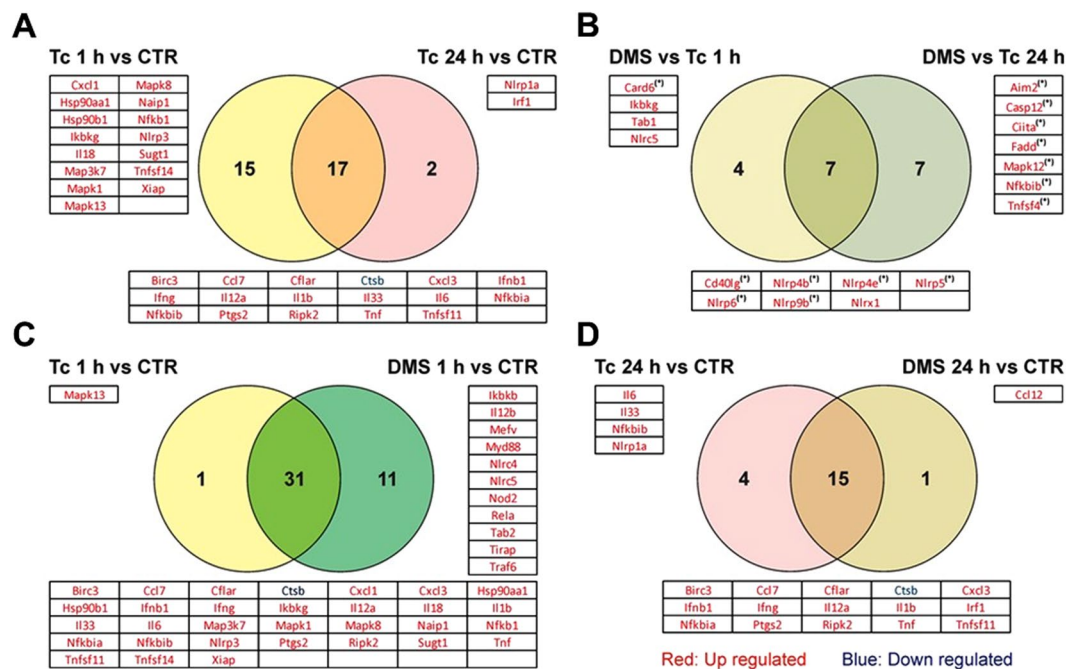 A
Tc 1 h vs CTR
Tc 24 h vs CTR
Cxcl1 Mapk8
Hsp90aa1 Naip1
Hsp90b1 Nfkb1
Ikbkg Nlrp3
Il18 Sugt1
Map3k7 Tnfsf14
Mapk1 Xiap
Mapk13
Nlrp1a
Irf1
15 17 2
Birc3 Ccl7 Cflar Ctsb Cxcl3 Ifnb1
Ifng Il12a Il1b Il33 Il6 Nfkbia
Nfkbib Ptgs2 Ripk2 Tnf Tnfsf11
B
DMS vs Tc 1 h
DMS vs Tc 24 h
Card6(*)
Ikbkg
Tab1
Nlrc5
Aim2(*)
Casp12(*)
Ciita(*)
Fadd(*)
Mapk12(*)
Nfkbib(*)
Tnfsf4(*)
4 7 7
Cd40lg(*) Nlrp4b(*) Nlrp4e(*) Nlrp5(*)
Nlrp6(*) Nlrp9b(*) Nlrx1
C
Tc 1 h vs CTR
DMS 1 h vs CTR
Mapk13
Ikbkb
Il12b
Mefv
Myd88
Nlrc4
Nlrc5
Nod2
Rela
Tab2
Tirap
Traf6
1 31 11
Birc3 Ccl7 Cflar Ctsb Cxcl1 Cxcl3 Hsp90aa1
Hsp90b1 Ifnb1 Ifng Ikbkg Il12a Il18 Il1b
Il33 Il6 Map3k7 Mapk1 Mapk8 Naip1 Nfkb1
Nfkbia Nfkbib Nlrp3 Ptgs2 Ripk2 Sugt1 Tnf
Tnfsf11 Tnfsf14 Xiap
D
Tc 24 h vs CTR
DMS 24 h vs CTR
Il6
Il33
Nfkbib
Nlrp1a
Ccl12
4 15 1
Birc3 Ccl7 Cflar Ctsb Cxcl3
Ifnb1 Ifng Il12a Il1b Irf1
Nfkbia Ptgs2 Ripk2 Tnf Tnfsf11
Red: Up regulated Blue: Down regulated